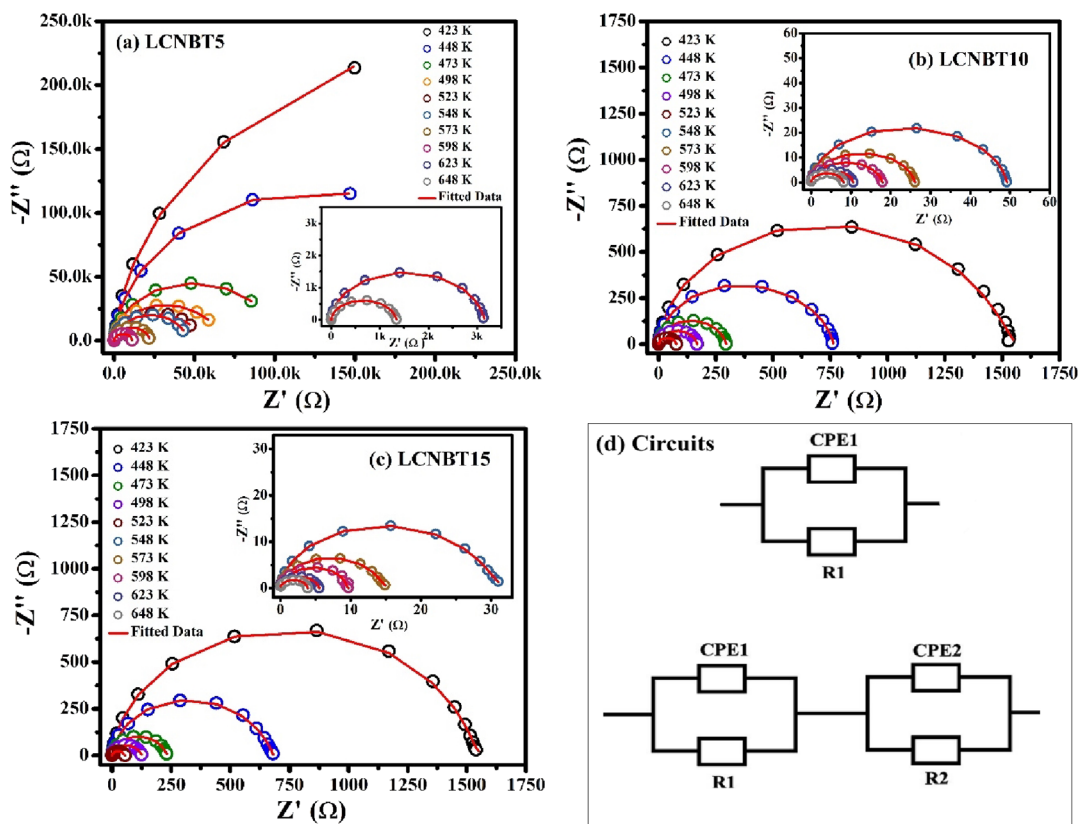 (a) LCNBT5
250.0k
200.0k
150.0k
100.0k
50.0k
0.0
-Z'' (Ω)
0.0
50.0k
100.0k
150.0k
200.0k
250.0k
Z' (Ω)
423 K
448 K
473 K
498 K
523 K
548 K
573 K
598 K
623 K
648 K
Fitted Data
3k
2k
1k
0
-Z'' (Ω)
0
1k
2k
3k
Z' (Ω)
(b) LCNBT10
1750
1500
1250
1000
750
500
250
0
-Z'' (Ω)
0
250
500
750
1000
1250
1500
1750
Z' (Ω)
423 K
448 K
473 K
498 K
523 K
548 K
573 K
598 K
623 K
648 K
Fitted Data
60
50
40
30
20
10
0
-Z'' (Ω)
0
10
20
30
40
50
60
Z' (Ω)
(c) LCNBT15
1750
1500
1250
1000
750
500
250
0
-Z'' (Ω)
0
250
500
750
1000
1250
1500
1750
Z' (Ω)
423 K
448 K
473 K
498 K
523 K
548 K
573 K
598 K
623 K
648 K
Fitted Data
30
15
0
-Z'' (Ω)
0
10
20
30
Z' (Ω)
(d) Circuits
CPE1
R1
CPE1
CPE2
R1
R2